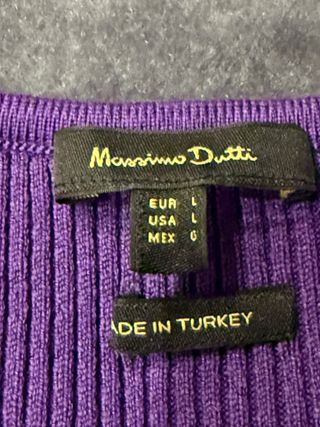 Massimo Dutti
EUR L
USA L
MEX G
ADE IN TURKEY